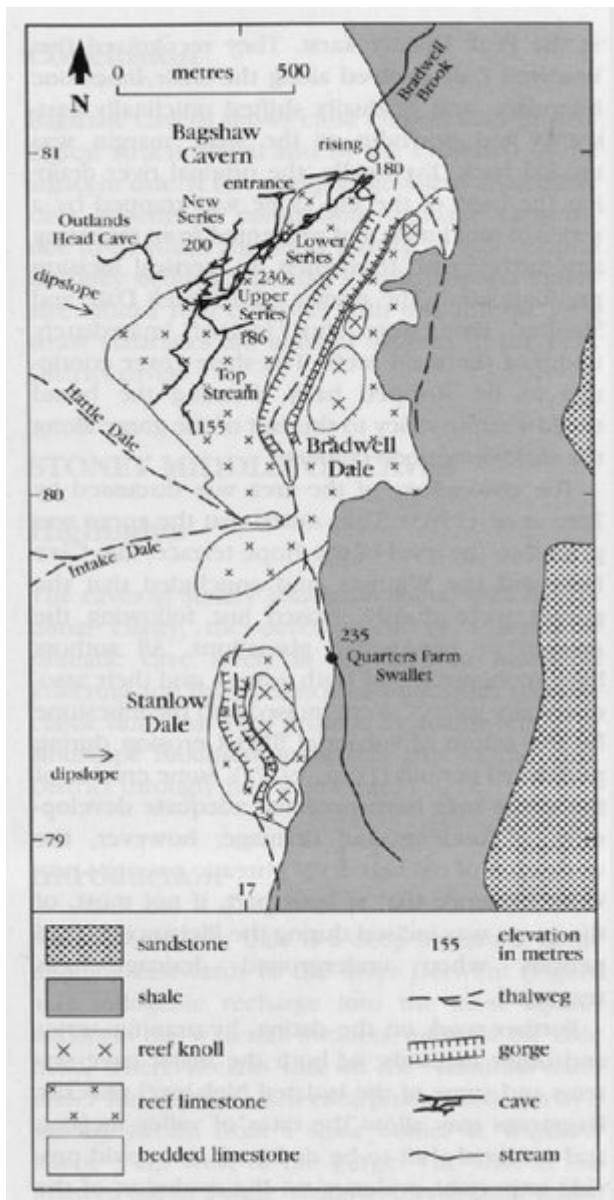 0 metres 500
N
Bradwell
Brook
Bagshaw
Cavern
rising
81
180
entrance
New
Series
Outlands
Head Cave
200
Lower
Series
dipslope
230
Upper
Series
186
Top
Stream
Hartle Dale
155
Bradwell
Dale
80
Intake Dale
235
Quarters Farm
Swallet
Stanlow
Dale
dipslope
79
17
sandstone
shale
reef knoll
reef limestone
bedded limestone
155 elevation
in metres
thalweg
gorge
cave
stream